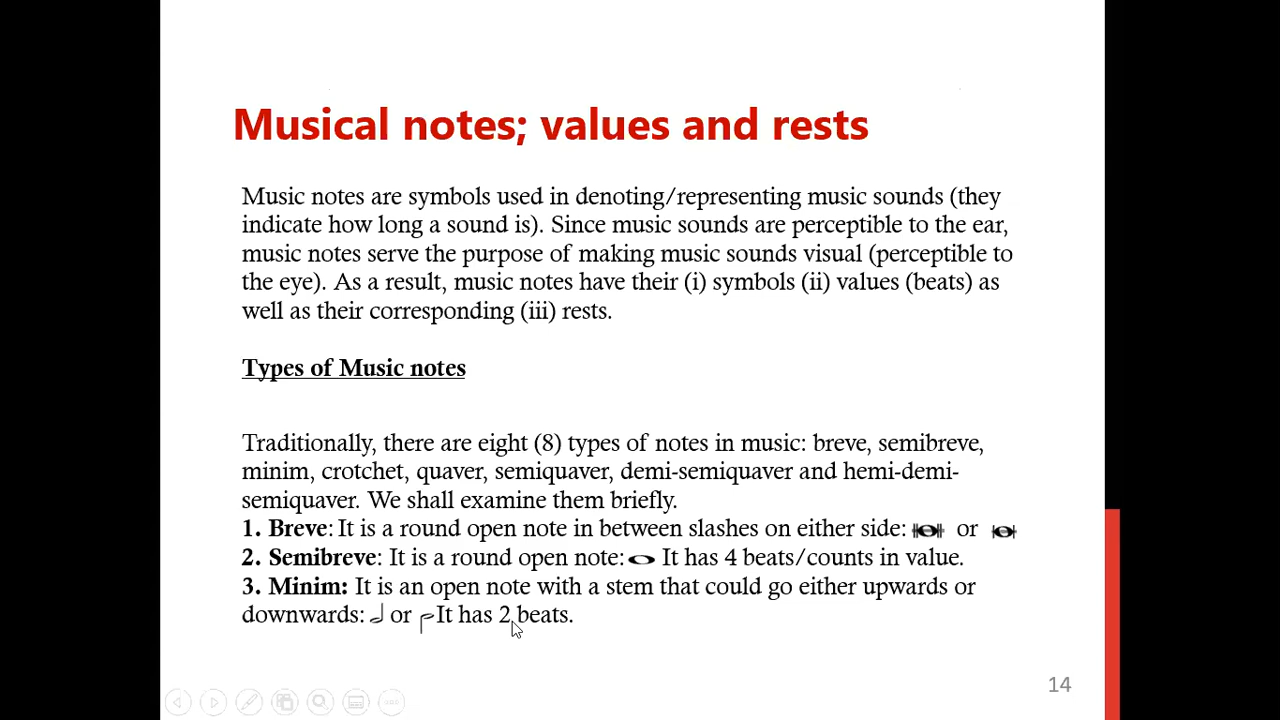 Musical notes; values and rests
Music notes are symbols used in denoting/representing music sounds (they
indicate how long a sound is). Since music sounds are perceptible to the ear,
music notes serve the purpose of making music sounds visual (perceptible to
the eye). As a result, music notes have their (i) symbols (ii) values (beats) as
well as their corresponding (iii) rests.
Types of Music notes
Traditionally, there are eight (8) types of notes in music: breve, semibreve,
minim, crotchet, quaver, semiquaver, demi-semiquaver and hemi-demi-
semiquaver. We shall examine them briefly.
1. Breve: It is a round open note in between slashes on either side: or
2. Semibreve: It is a round open note: It has 4 beats/counts in value.
3. Minim: It is an open note with a stem that could go either upwards or
downwards: or It has 2 beats.
14